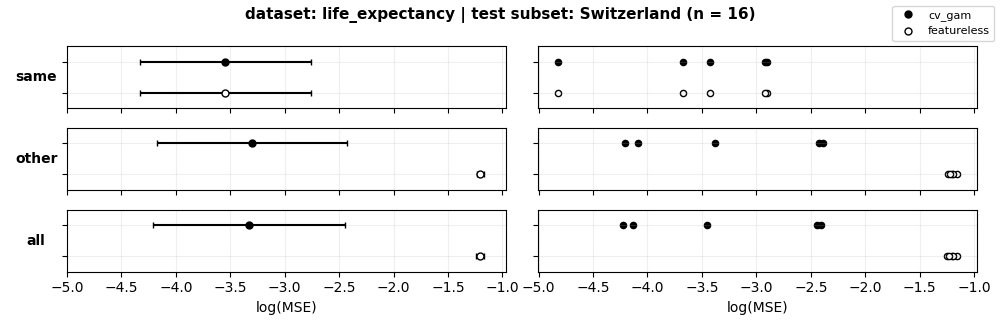 dataset: life_expectancy | test subset: Switzerland (n = 16)
cv_gam
featureless
same
other
all
−5.0 −4.5 −4.0 −3.5 −3.0 −2.5 −2.0 −1.5 −1.0
−5.0 −4.5 −4.0 −3.5 −3.0 −2.5 −2.0 −1.5 −1.0
log(MSE)
log(MSE)